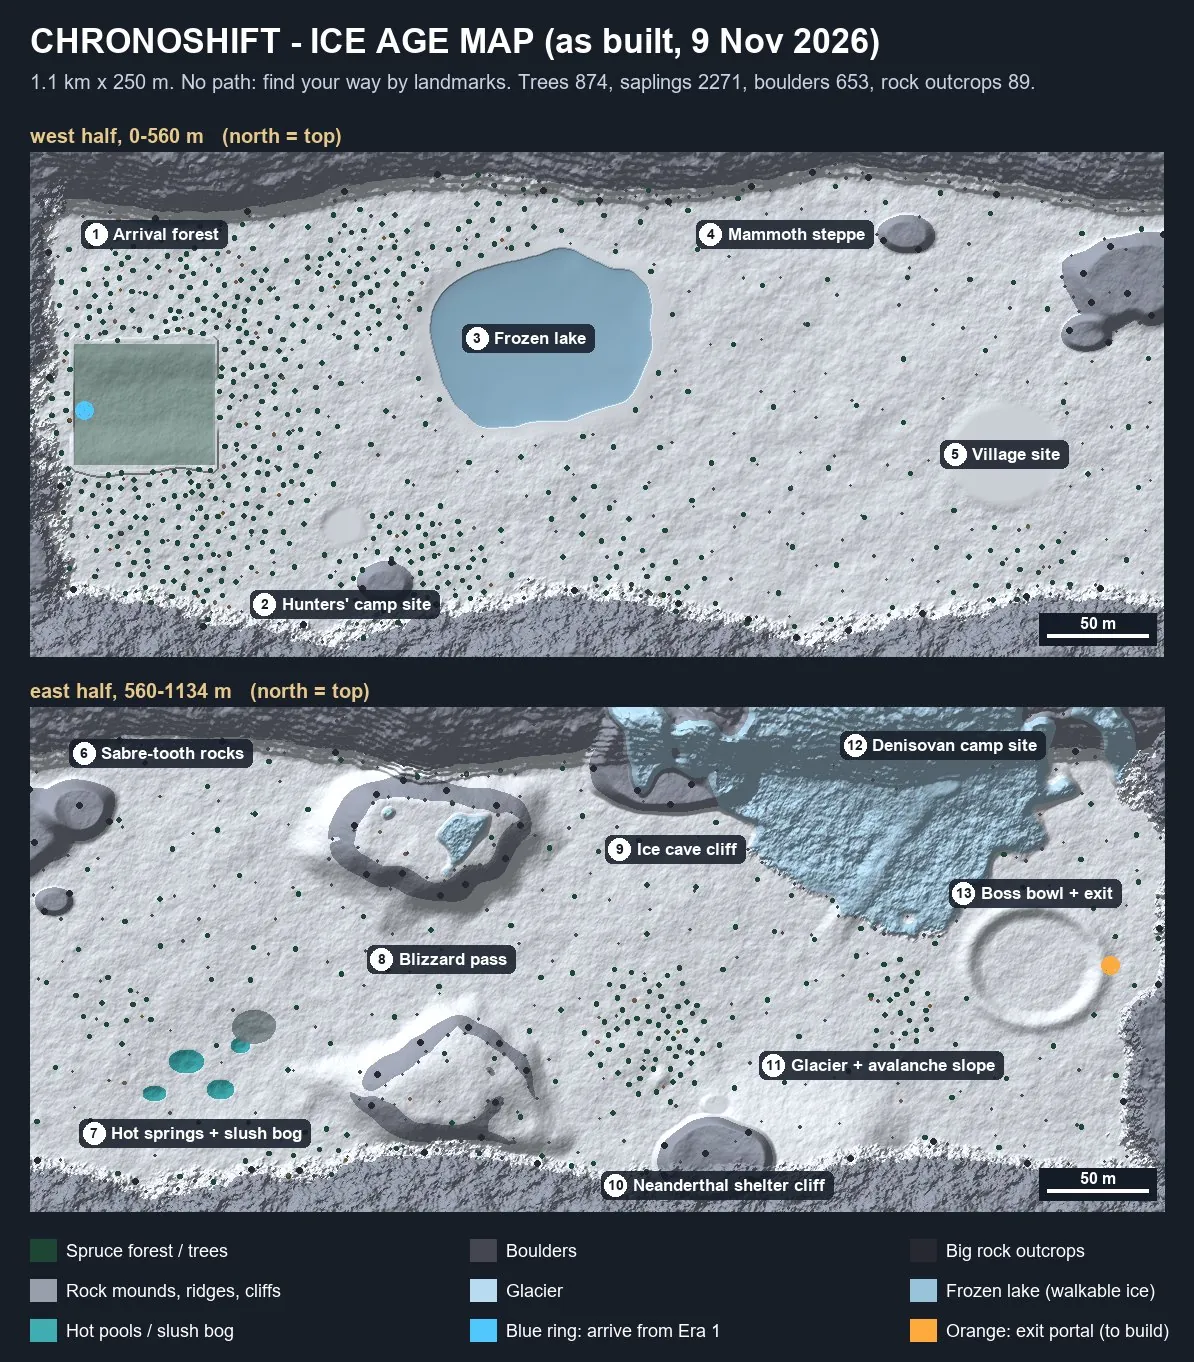 CHRONOSHIFT - ICE AGE MAP (as built, 9 Nov 2026)
1.1 km x 250 m. No path: find your way by landmarks. Trees 874, saplings 2271, boulders 653, rock outcrops 89.
west half, 0-560 m (north = top)
1 Arrival forest
4 Mammoth steppe
3 Frozen lake
5 Village site
2 Hunters' camp site
50 m
east half, 560-1134 m (north = top)
6 Sabre-tooth rocks
12 Denisovan camp site
9 Ice cave cliff
13 Boss bowl + exit
8 Blizzard pass
11 Glacier + avalanche slope
7 Hot springs + slush bog
10 Neanderthal shelter cliff
50 m
Spruce forest / trees
Boulders
Big rock outcrops
Rock mounds, ridges, cliffs
Glacier
Frozen lake (walkable ice)
Hot pools / slush bog
Blue ring: arrive from Era 1
Orange: exit portal (to build)